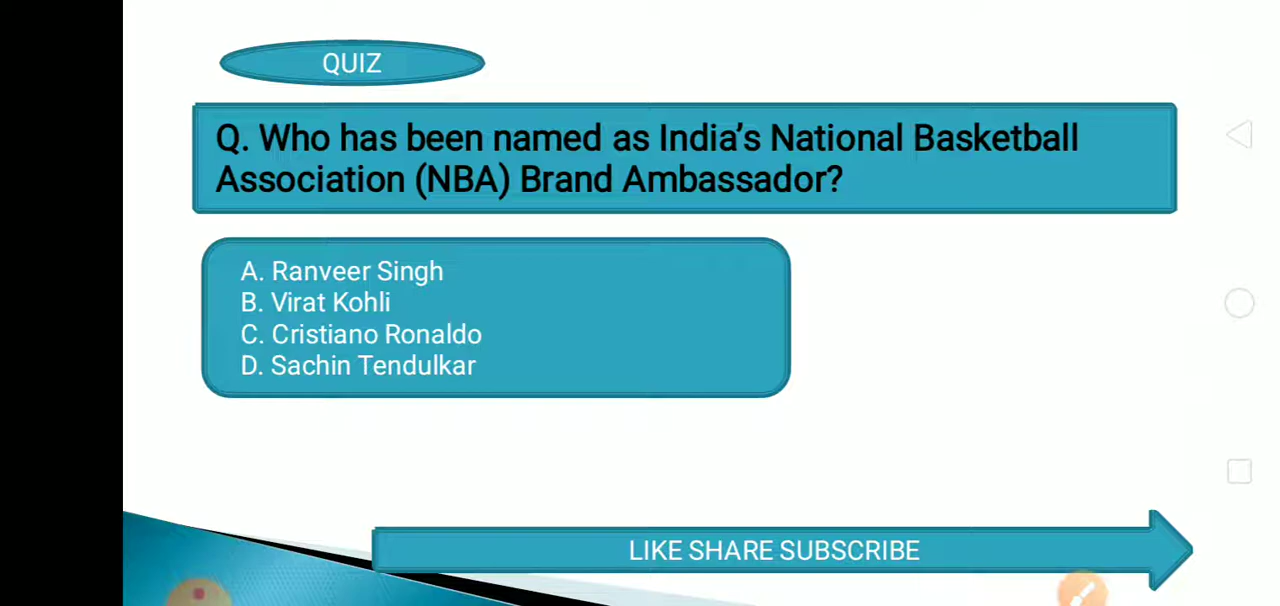 QUIZ
Q. Who has been named as India’s National Basketball
Association (NBA) Brand Ambassador?
A. Ranveer Singh
B. Virat Kohli
C. Cristiano Ronaldo
D. Sachin Tendulkar
LIKE SHARE SUBSCRIBE